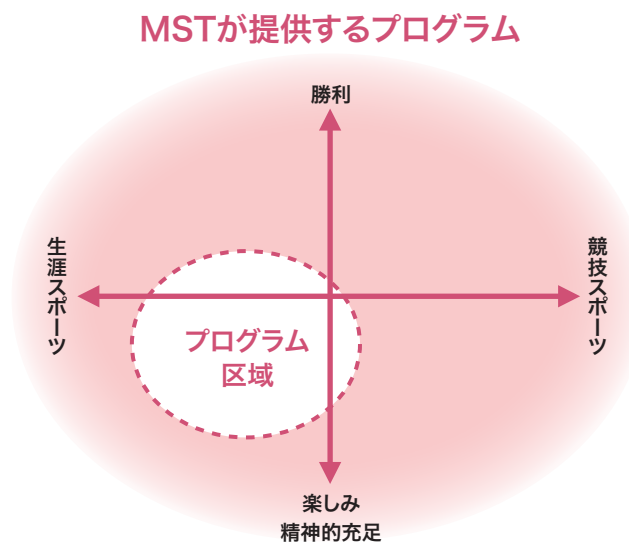 MSTが提供するプログラム
勝利
生涯スポーツ
競技スポーツ
プログラム
区域
楽しみ
精神的充足